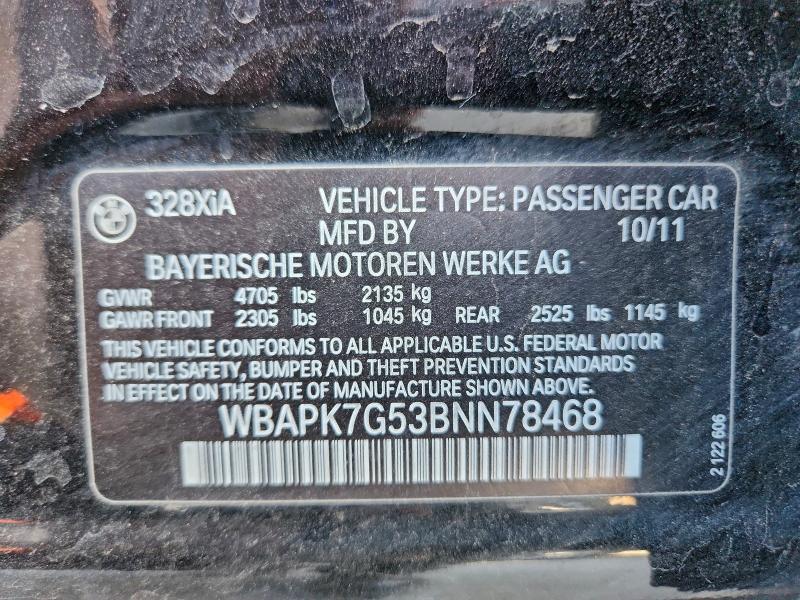 328XiA VEHICLE TYPE: PASSENGER CAR
MFD BY 10/11
BAYERISCHE MOTOREN WERKE AG
GVWR 4705 lbs 2135 kg
GAWR FRONT 2305 lbs 1045 kg REAR 2525 lbs 1145 kg
THIS VEHICLE CONFORMS TO ALL APPLICABLE U.S. FEDERAL MOTOR
VEHICLE SAFETY, BUMPER AND THEFT PREVENTION STANDARDS
IN EFFECT ON THE DATE OF MANUFACTURE SHOWN ABOVE.
WBAPK7G53BNN78468
2 122 606